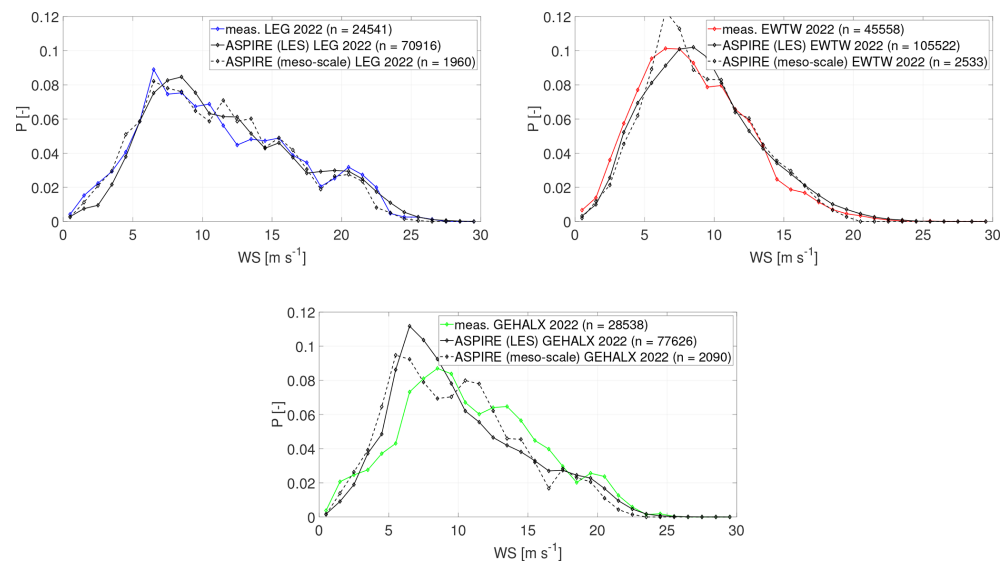 meas. LEG 2022 (n = 24541)
ASPIRE (LES) LEG 2022 (n = 70916)
ASPIRE (meso-scale) LEG 2022 (n = 1960)
0.12
0.1
0.08
0.06
0.04
0.02
0
P [-]
0 5 10 15 20 25 30
WS [m s⁻¹]
meas. EWTW 2022 (n = 45558)
ASPIRE (LES) EWTW 2022 (n = 105522)
ASPIRE (meso-scale) EWTW 2022 (n = 2533)
0.12
0.1
0.08
0.06
0.04
0.02
0
P [-]
0 5 10 15 20 25 30
WS [m s⁻¹]
meas. GEHALX 2022 (n = 28538)
ASPIRE (LES) GEHALX 2022 (n = 77626)
ASPIRE (meso-scale) GEHALX 2022 (n = 2090)
0.12
0.1
0.08
0.06
0.04
0.02
0
P [-]
0 5 10 15 20 25 30
WS [m s⁻¹]